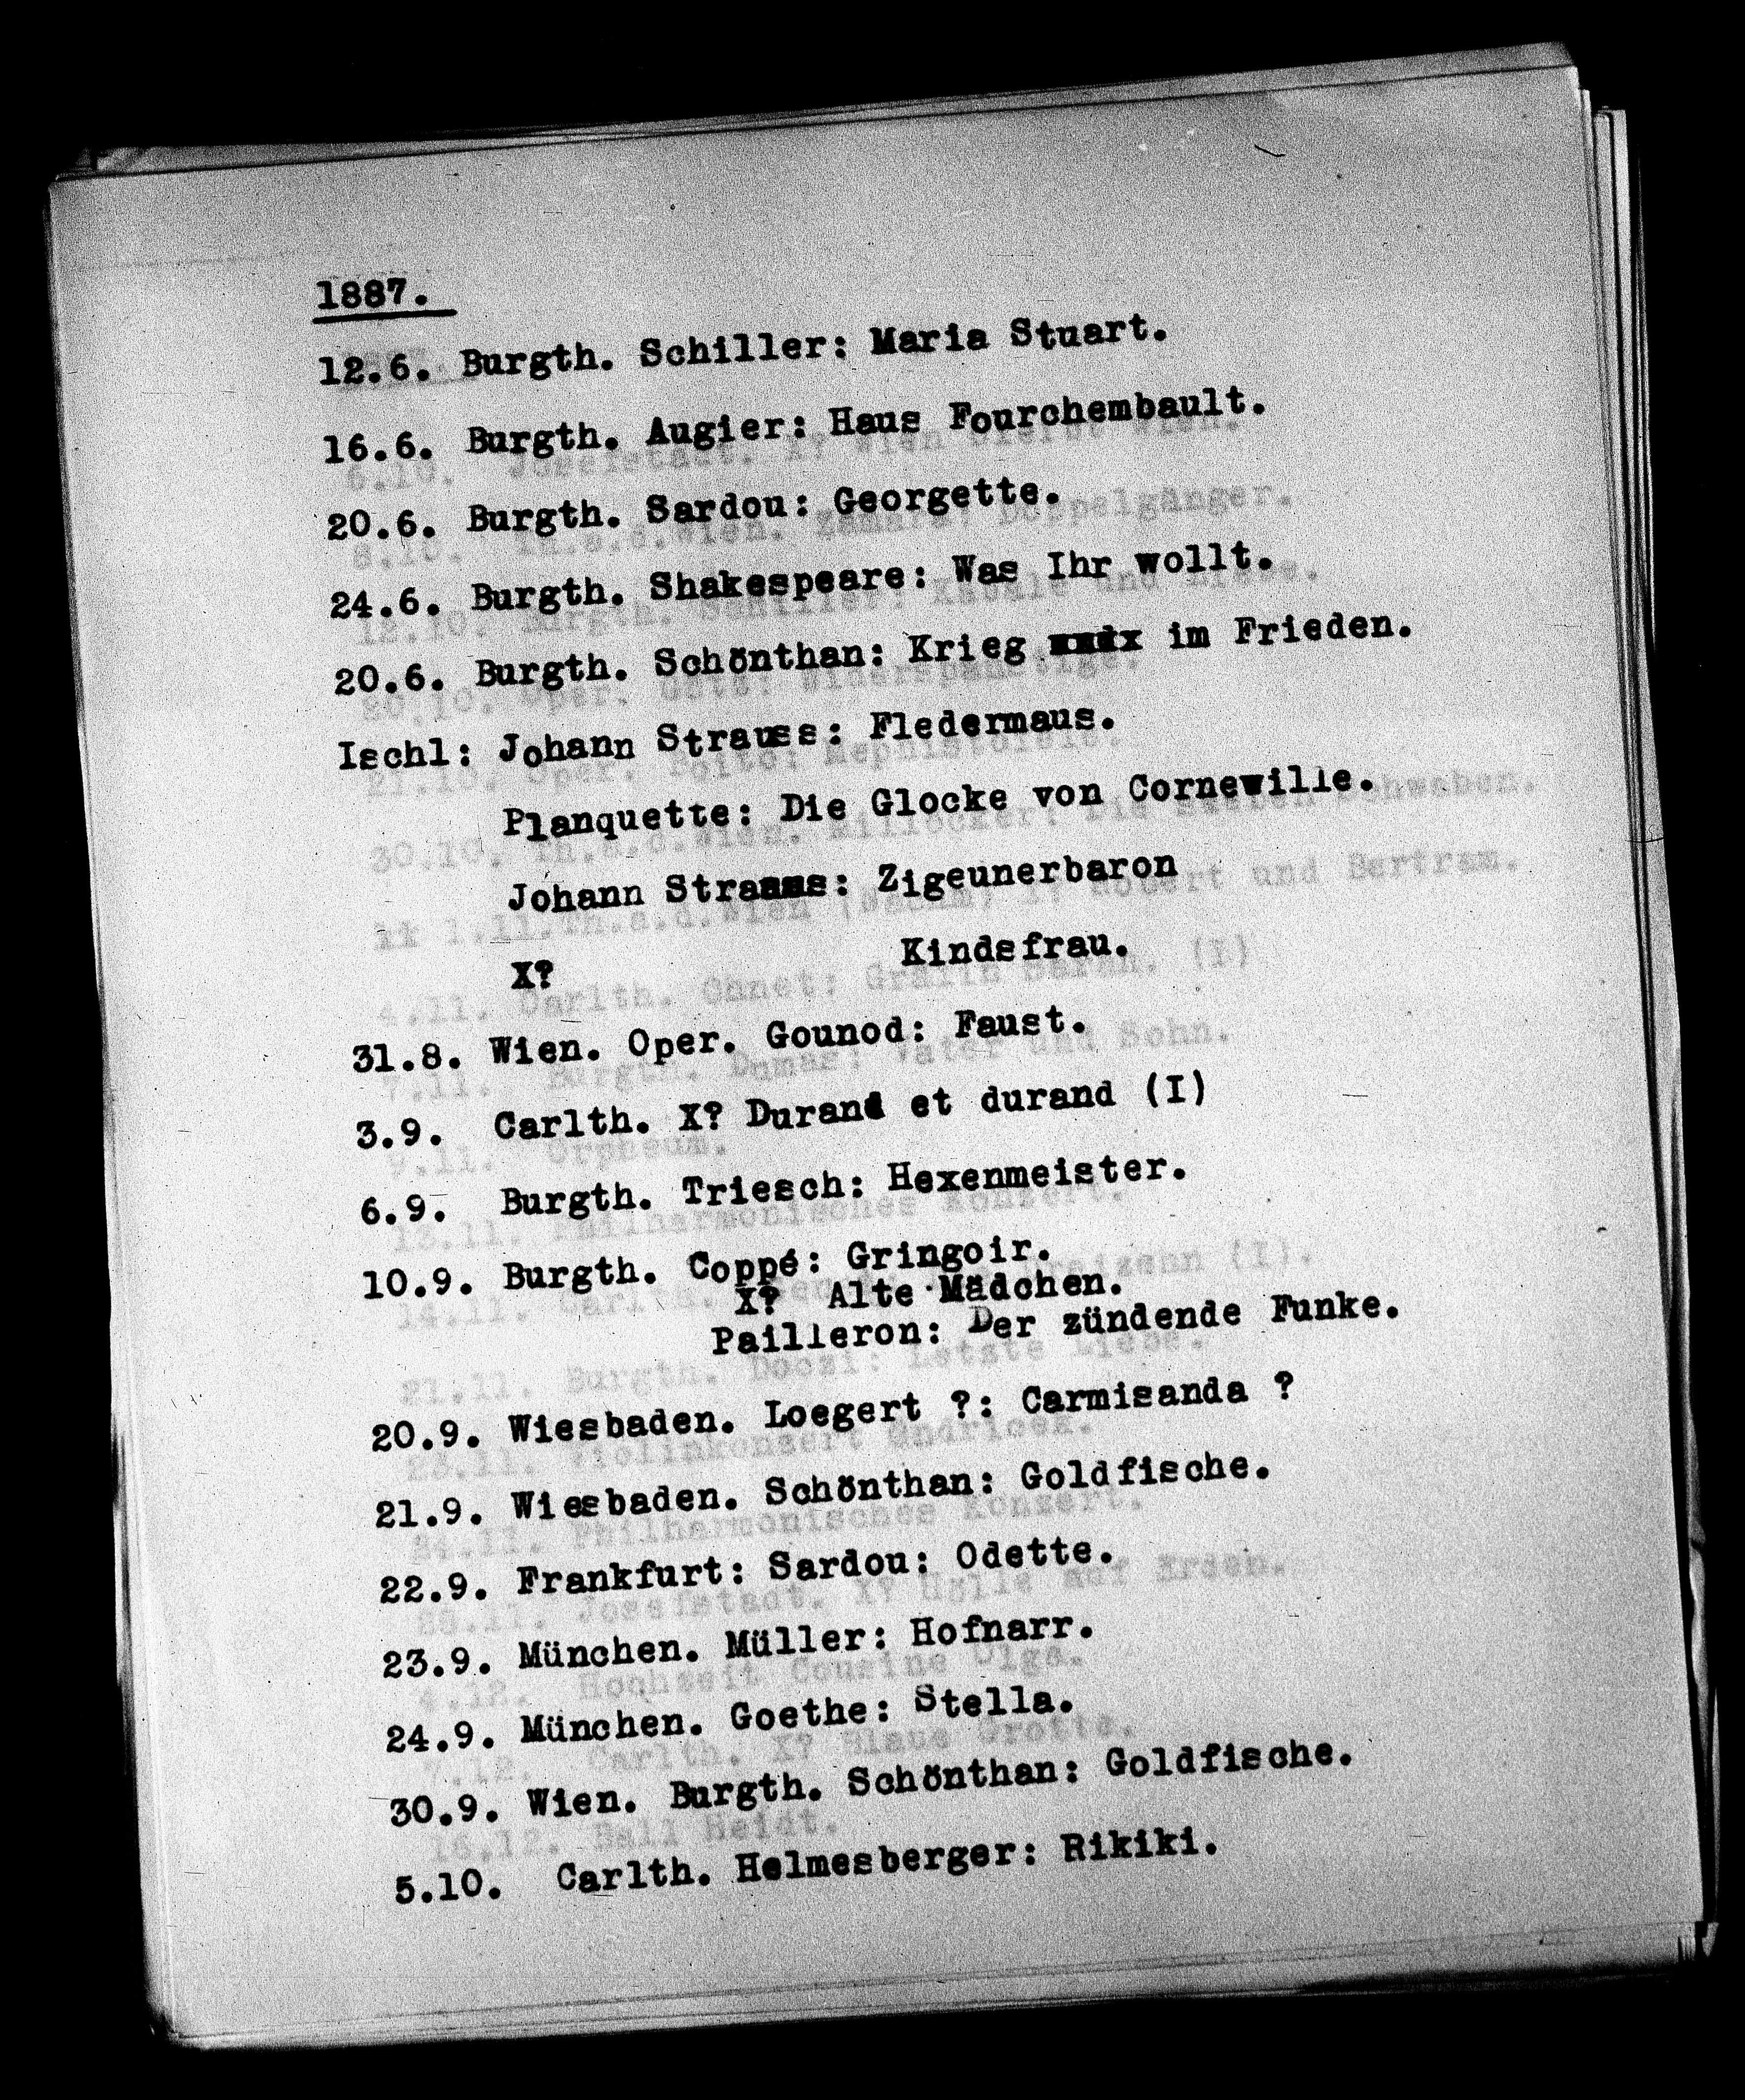 1887.
12.6. Burgth. Schiller: Maria Stuart.
16.6. Burgth. Augier: Haus Fourchembault.
20.6. Burgth. Sardou: Georgette.
24.6. Burgth. Shakespeare: Was Ihr wollt.
20.6. Burgth. Schönthan: Krieg im Frieden.
Ischl: Johann Strauss: Fledermaus.
Planquette: Die Glocke von Cornewille.
Johann Straauss: Zigeunerbaron
X? Kindsfrau.
31.8. Wien. Oper. Gounod: Faust.
3.9. Carlth. X? Durand et durand (I)
6.9. Burgth. Triesch: Hexenmeister.
10.9. Burgth. Coppé: Gringoir.
X? Alte Mädchen.
Pailleron: Der zündende Funke.
20.9. Wiesbaden. Loegert ?: Carmisanda ?
21.9. Wiesbaden. Schönthan: Goldfische.
22.9. Frankfurt: Sardou: Odette.
23.9. München. Müller: Hofnarr.
24.9. München. Goethe: Stella.
30.9. Wien. Burgth. Schönthan: Goldfische.
5.10. Carlth. Helmesberger: Rikiki.